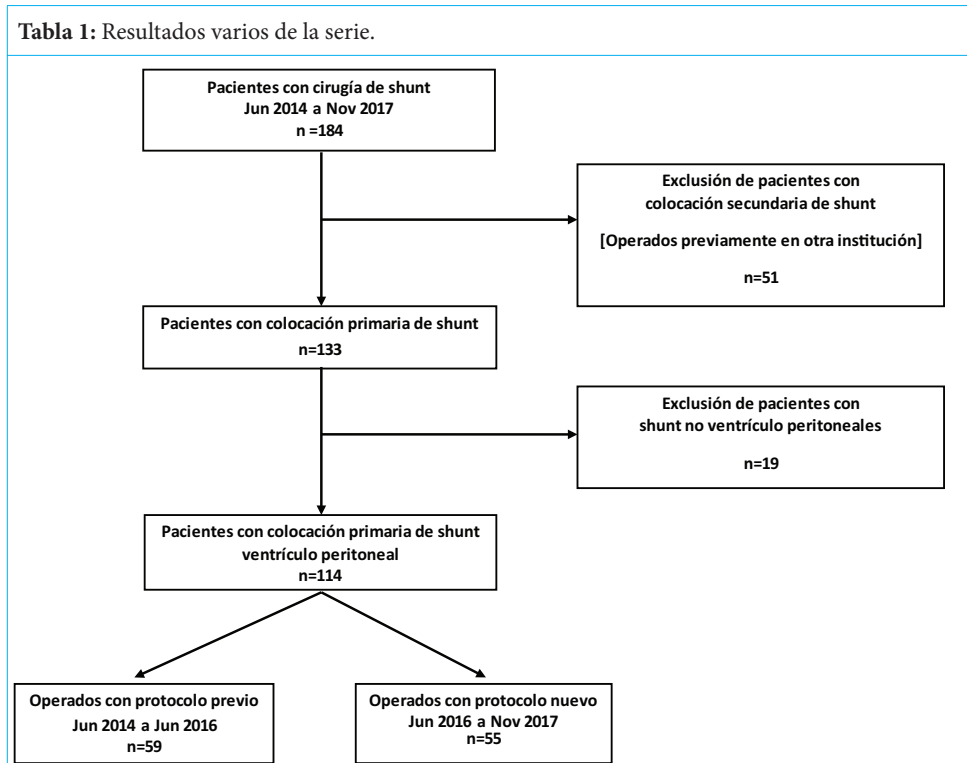 Tabla 1: Resultados varios de la serie.
Pacientes con cirugía de shunt
Jun 2014 a Nov 2017
n =184
Exclusión de pacientes con
colocación secundaria de shunt
[Operados previamente en otra institución]
n=51
Pacientes con colocación primaria de shunt
n=133
Exclusión de pacientes con
shunt no ventrículo peritoneales
n=19
Pacientes con colocación primaria de shunt
ventrículo peritoneal
n=114
Operados con protocolo previo
Jun 2014 a Jun 2016
n=59
Operados con protocolo nuevo
Jun 2016 a Nov 2017
n=55